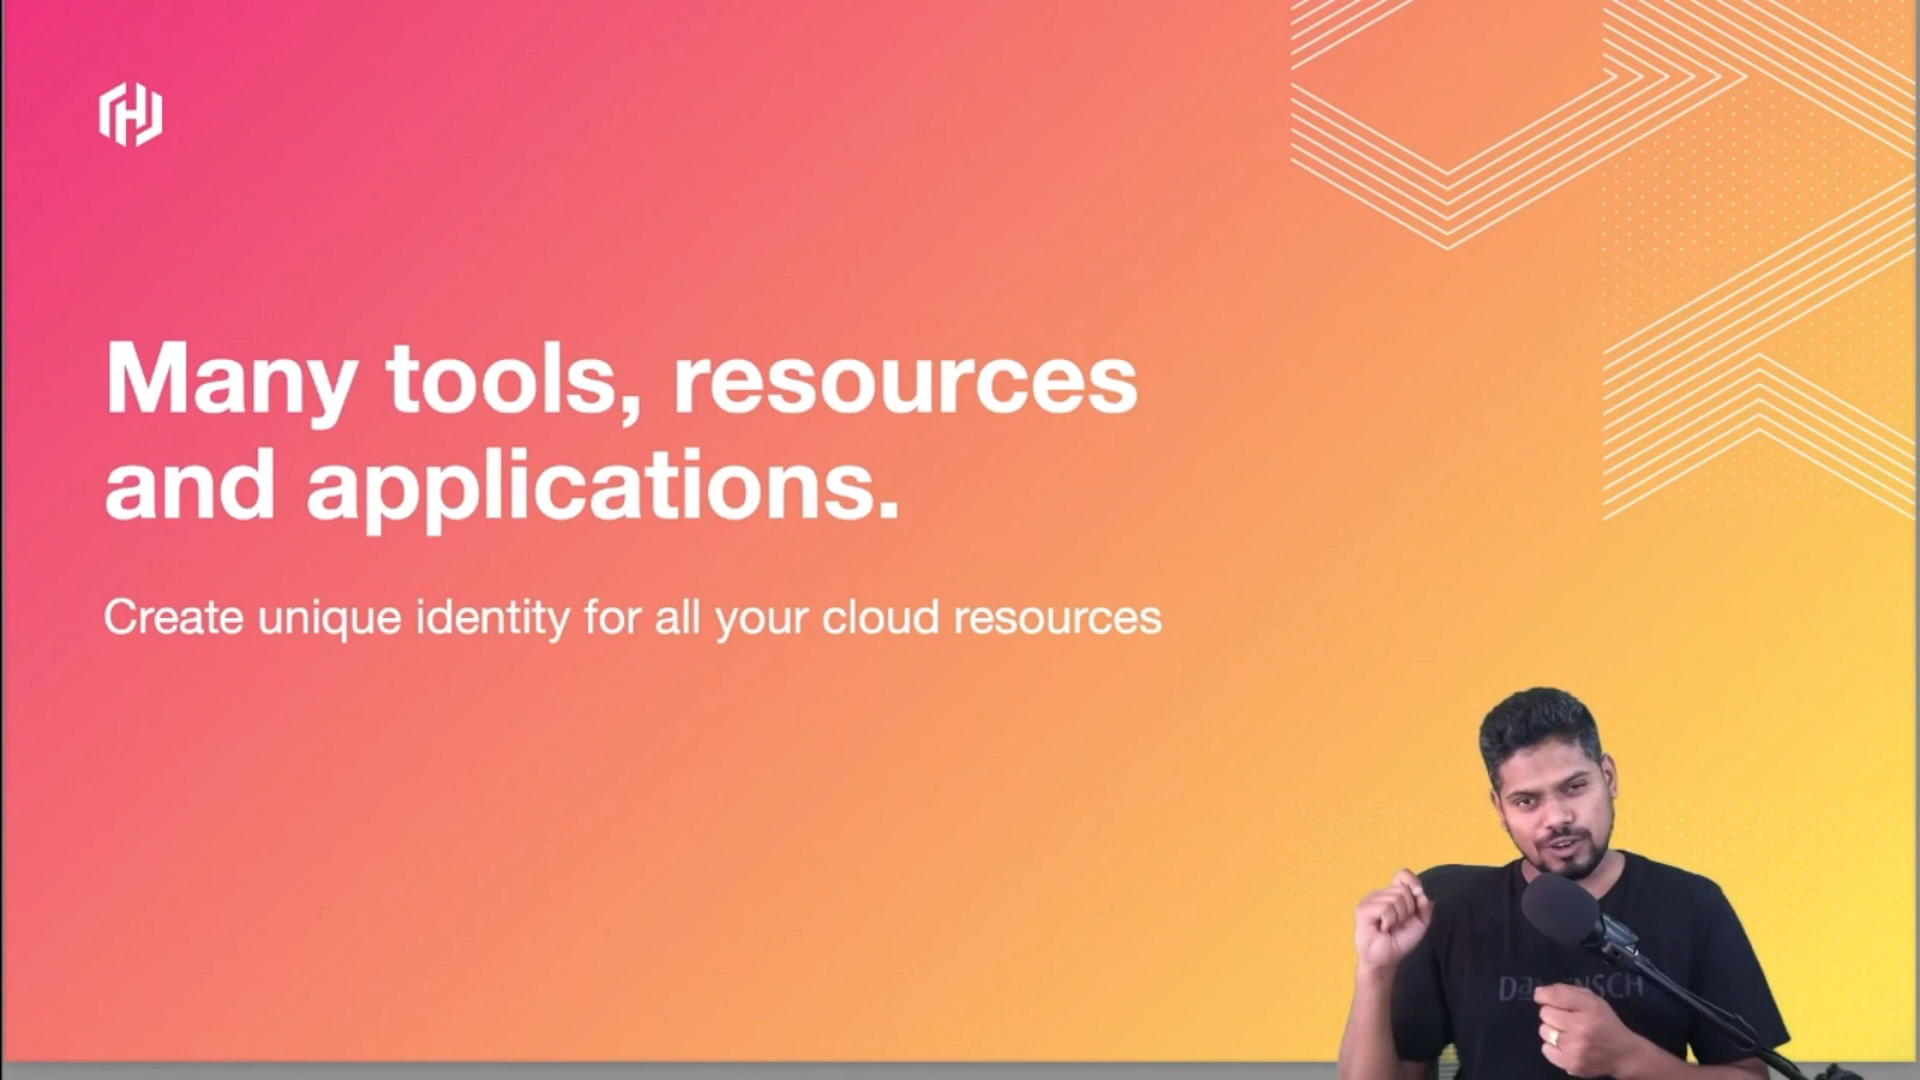 Many tools, resources
and applications.
Create unique identity for all your cloud resources